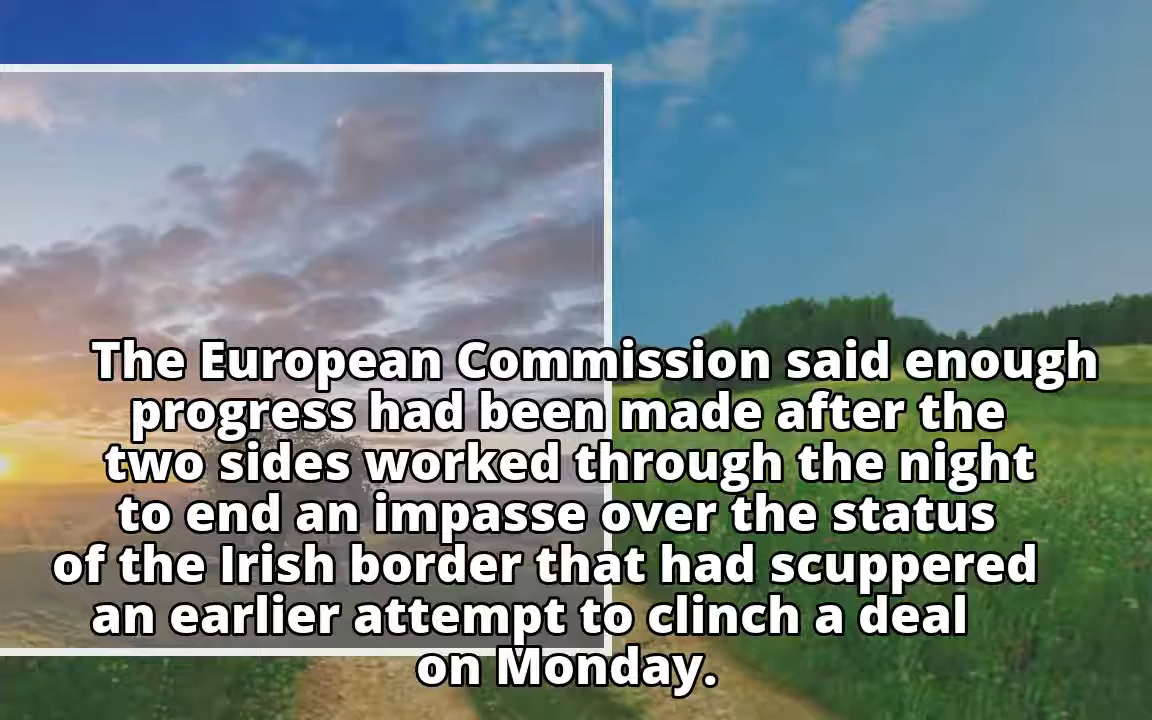 The European Commission said enough
progress had been made after the
two sides worked through the night
to end an impasse over the status
of the Irish border that had scuppered
an earlier attempt to clinch a deal
on Monday.